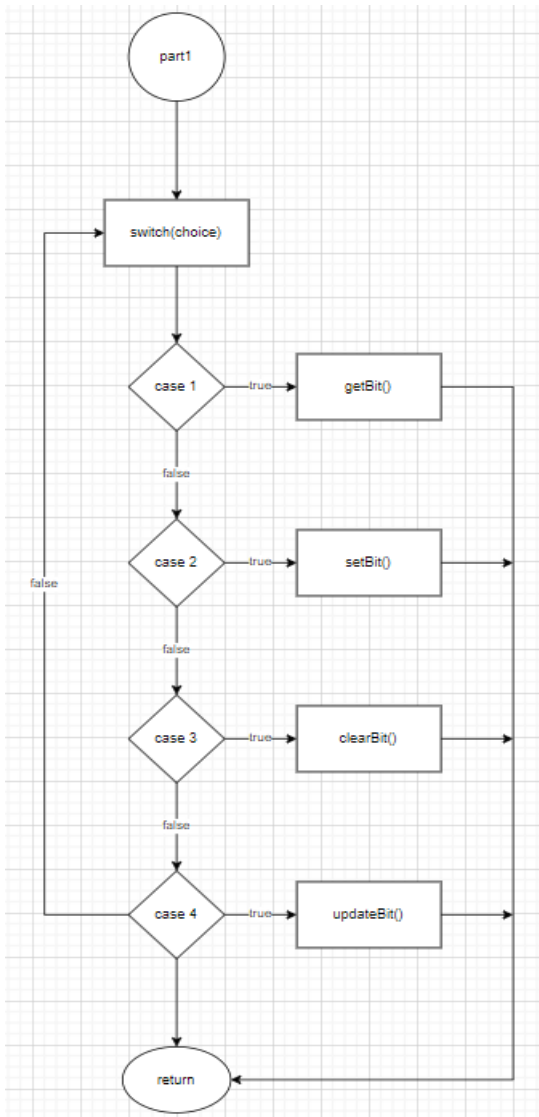 part1
switch(choice)
case 1
true
getBit()
false
case 2
true
setBit()
false
false
case 3
true
clearBit()
false
case 4
true
updateBit()
return